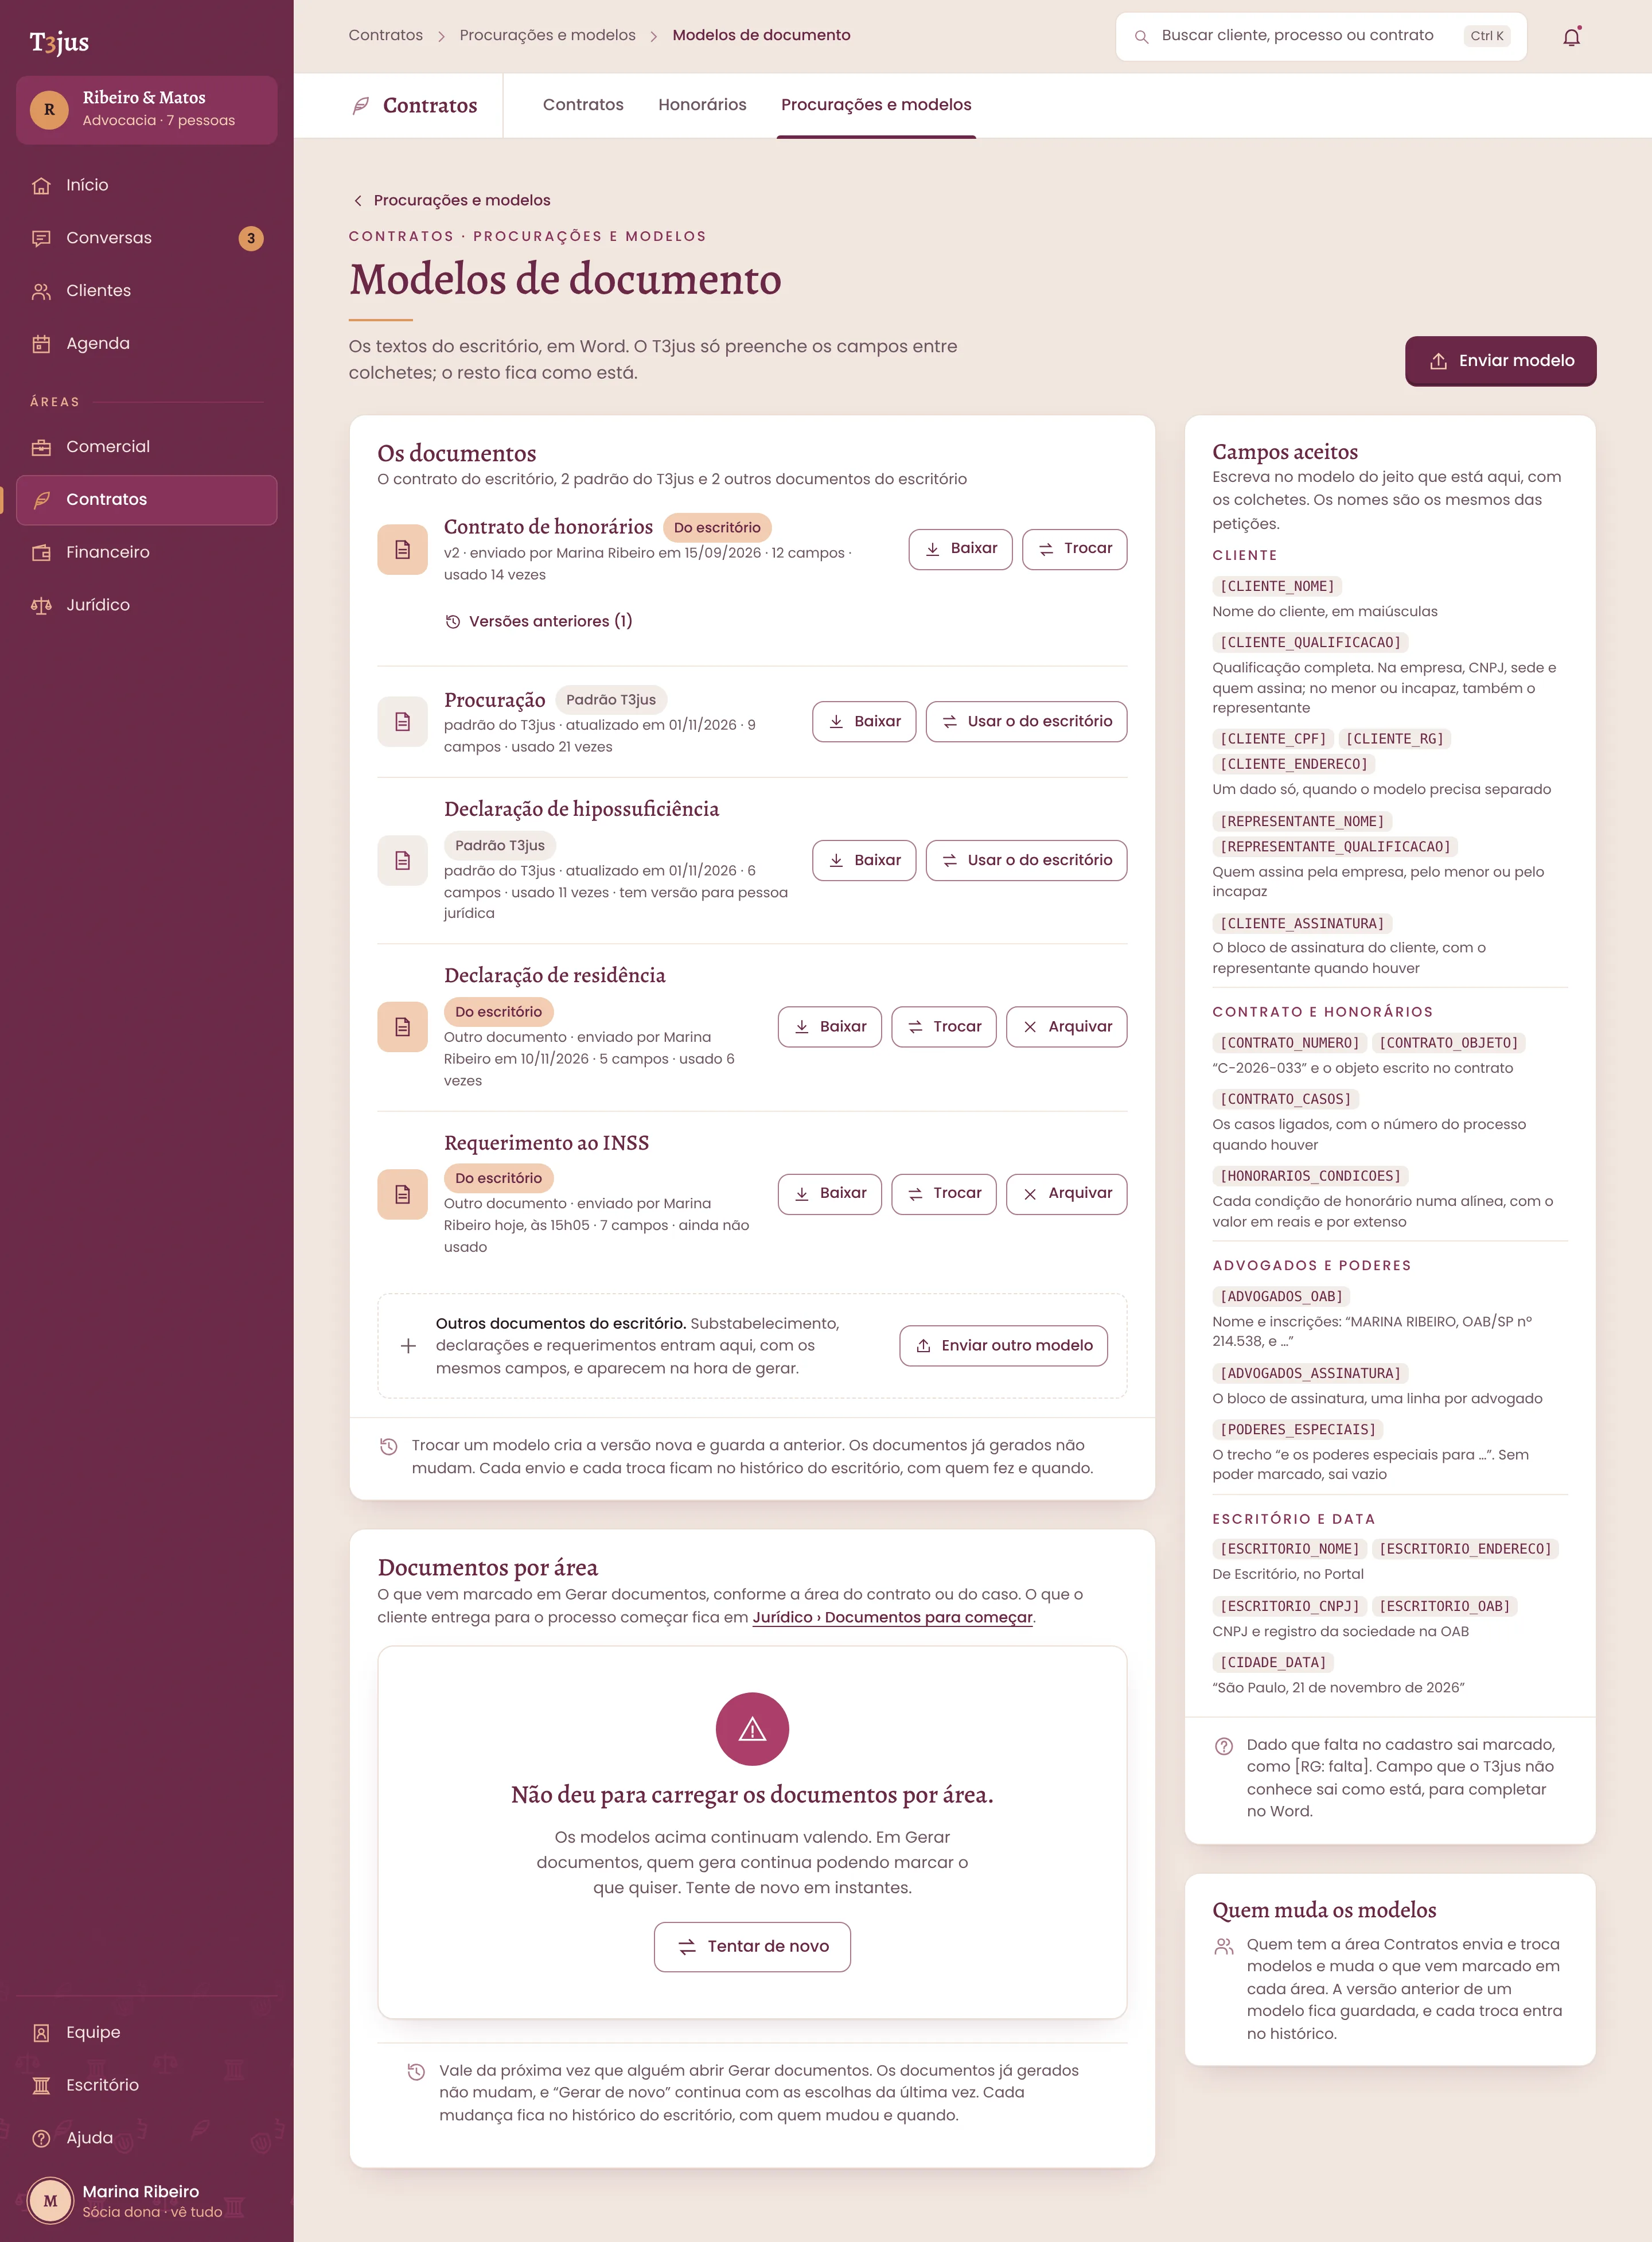 T3jus
R
Ribeiro & Matos
Advocacia · 7 pessoas
Início
Conversas
3
Clientes
Agenda
ÁREAS
Comercial
Contratos
Financeiro
Jurídico
Equipe
Escritório
Ajuda
M
Marina Ribeiro
Sócia dona · vê tudo
Contratos
Procurações e modelos
Modelos de documento
Buscar cliente, processo ou contrato
Ctrl K
Contratos
Contratos
Honorários
Procurações e modelos
Procurações e modelos
CONTRATOS · PROCURAÇÕES E MODELOS
Modelos de documento
Os textos do escritório, em Word. O T3jus só preenche os campos entre
colchetes; o resto fica como está.
Enviar modelo
Os documentos
O contrato do escritório, 2 padrão do T3jus e 2 outros documentos do escritório
Contrato de honorários
Do escritório
v2 · enviado por Marina Ribeiro em 15/09/2026 · 12 campos ·
usado 14 vezes
Baixar
Trocar
Versões anteriores (1)
Procuração
Padrão T3jus
padrão do T3jus · atualizado em 01/11/2026 · 9
campos · usado 21 vezes
Baixar
Usar o do escritório
Declaração de hipossuficiência
Padrão T3jus
padrão do T3jus · atualizado em 01/11/2026 · 6
campos · usado 11 vezes · tem versão para pessoa
jurídica
Baixar
Usar o do escritório
Declaração de residência
Do escritório
Outro documento · enviado por Marina
Ribeiro em 10/11/2026 · 5 campos · usado 6
vezes
Baixar
Trocar
Arquivar
Requerimento ao INSS
Do escritório
Outro documento · enviado por Marina
Ribeiro hoje, às 15h05 · 7 campos · ainda não
usado
Baixar
Trocar
Arquivar
Outros documentos do escritório. Substabelecimento,
declarações e requerimentos entram aqui, com os
mesmos campos, e aparecem na hora de gerar.
Enviar outro modelo
Trocar um modelo cria a versão nova e guarda a anterior. Os documentos já gerados não
mudam. Cada envio e cada troca ficam no histórico do escritório, com quem fez e quando.
Documentos por área
O que vem marcado em Gerar documentos, conforme a área do contrato ou do caso. O que o
cliente entrega para o processo começar fica em Jurídico › Documentos para começar.
Não deu para carregar os documentos por área.
Os modelos acima continuam valendo. Em Gerar
documentos, quem gera continua podendo marcar o
que quiser. Tente de novo em instantes.
Tentar de novo
Vale da próxima vez que alguém abrir Gerar documentos. Os documentos já gerados
não mudam, e “Gerar de novo” continua com as escolhas da última vez. Cada
mudança fica no histórico do escritório, com quem mudou e quando.
Campos aceitos
Escreva no modelo do jeito que está aqui, com
os colchetes. Os nomes são os mesmos das
petições.
CLIENTE
[CLIENTE_NOME]
Nome do cliente, em maiúsculas
[CLIENTE_QUALIFICACAO]
Qualificação completa. Na empresa, CNPJ, sede e
quem assina; no menor ou incapaz, também o
representante
[CLIENTE_CPF] [CLIENTE_RG]
[CLIENTE_ENDERECO]
Um dado só, quando o modelo precisa separado
[REPRESENTANTE_NOME]
[REPRESENTANTE_QUALIFICACAO]
Quem assina pela empresa, pelo menor ou pelo
incapaz
[CLIENTE_ASSINATURA]
O bloco de assinatura do cliente, com o
representante quando houver
CONTRATO E HONORÁRIOS
[CONTRATO_NUMERO] [CONTRATO_OBJETO]
“C-2026-033” e o objeto escrito no contrato
[CONTRATO_CASOS]
Os casos ligados, com o número do processo
quando houver
[HONORARIOS_CONDICOES]
Cada condição de honorário numa alínea, com o
valor em reais e por extenso
ADVOGADOS E PODERES
[ADVOGADOS_OAB]
Nome e inscrições: “MARINA RIBEIRO, OAB/SP nº
214.538, e …”
[ADVOGADOS_ASSINATURA]
O bloco de assinatura, uma linha por advogado
[PODERES_ESPECIAIS]
O trecho “e os poderes especiais para …”. Sem
poder marcado, sai vazio
ESCRITÓRIO E DATA
[ESCRITORIO_NOME] [ESCRITORIO_ENDERECO]
De Escritório, no Portal
[ESCRITORIO_CNPJ] [ESCRITORIO_OAB]
CNPJ e registro da sociedade na OAB
[CIDADE_DATA]
“São Paulo, 21 de novembro de 2026”
Dado que falta no cadastro sai marcado,
como [RG: falta]. Campo que o T3jus não
conhece sai como está, para completar
no Word.
Quem muda os modelos
Quem tem a área Contratos envia e troca
modelos e muda o que vem marcado em
cada área. A versão anterior de um
modelo fica guardada, e cada troca entra
no histórico.